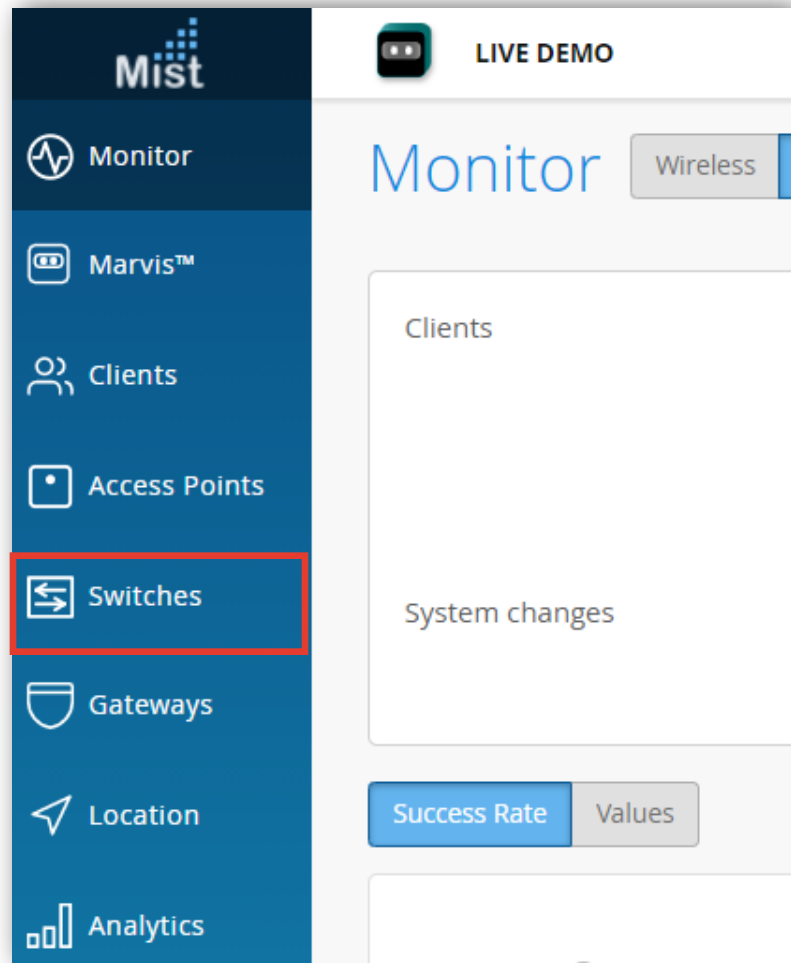 Mist
LIVE DEMO
Monitor
Marvis™
Clients
Access Points
Switches
Gateways
Location
Analytics
Monitor
Wireless
Clients
System changes
Success Rate
Values